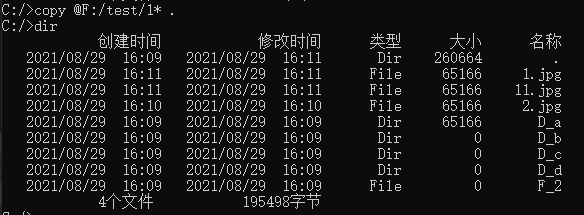 C:/>copy @F:/test/1* .
C:/>dir
创建时间 修改时间 类型 大小 名称
2021/08/29 16:09 2021/08/29 16:11 Dir 260664 .
2021/08/29 16:11 2021/08/29 16:11 File 65166 1.jpg
2021/08/29 16:11 2021/08/29 16:11 File 65166 11.jpg
2021/08/29 16:10 2021/08/29 16:10 File 65166 2.jpg
2021/08/29 16:09 2021/08/29 16:09 Dir 65166 D_a
2021/08/29 16:09 2021/08/29 16:09 Dir 0 D_b
2021/08/29 16:09 2021/08/29 16:09 Dir 0 D_c
2021/08/29 16:09 2021/08/29 16:09 Dir 0 D_d
2021/08/29 16:09 2021/08/29 16:09 File 0 F_2
4个文件 195498字节
C:/>